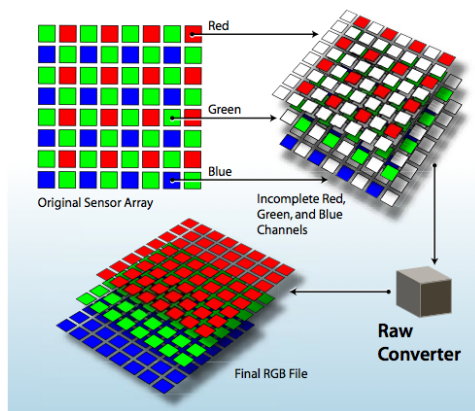 Red
Green
Blue
Original Sensor Array
Incomplete Red,
Green, and Blue
Channels
Raw
Converter
Final RGB File